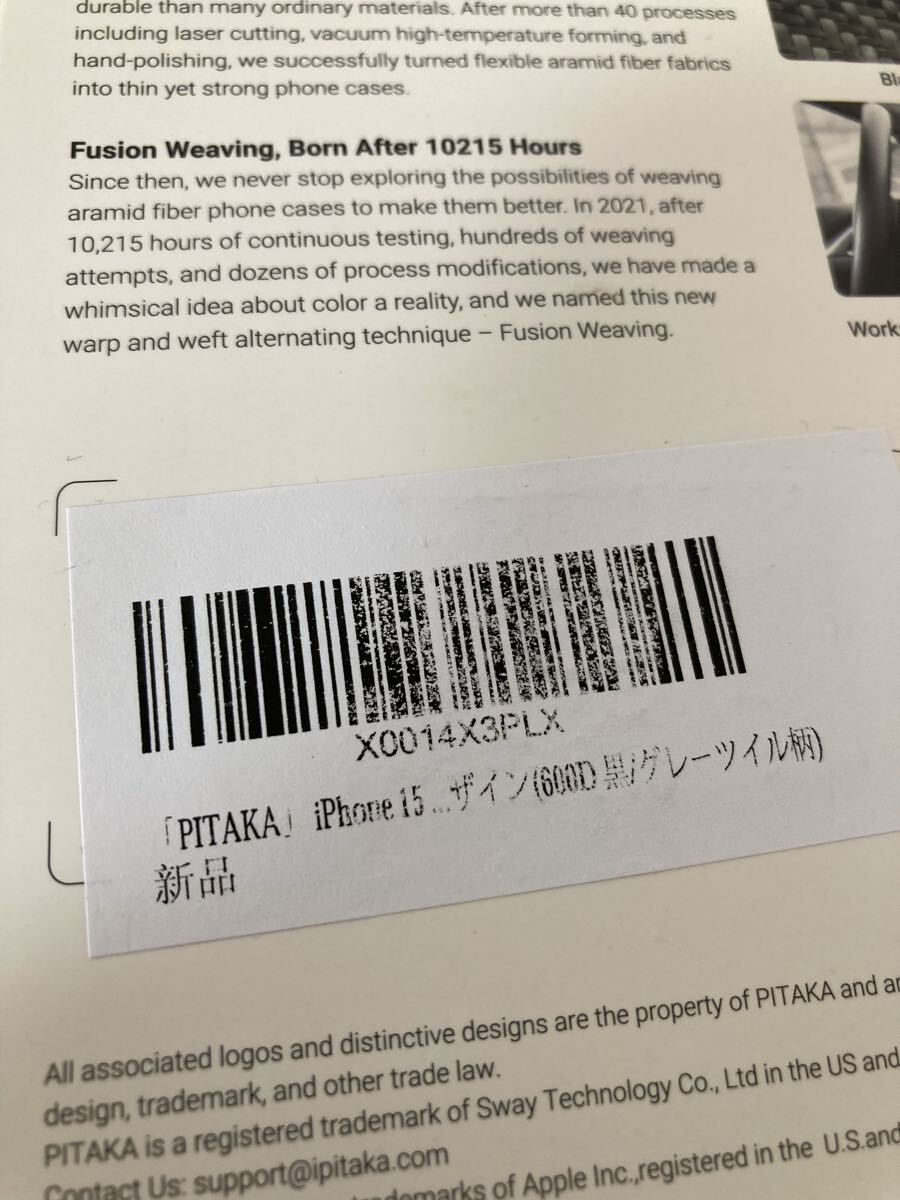 durable than many ordinary materials. After more than 40 processes
including laser cutting, vacuum high-temperature forming, and
hand-polishing, we successfully turned flexible aramid fiber fabrics
into thin yet strong phone cases.
Fusion Weaving, Born After 10215 Hours
Since then, we never stop exploring the possibilities of weaving
aramid fiber phone cases to make them better. In 2021, after
10,215 hours of continuous testing, hundreds of weaving
attempts, and dozens of process modifications, we have made a
whimsical idea about color a reality, and we named this new
warp and weft alternating technique – Fusion Weaving.
X0014X3PLX
「PITAKA」 iPhone 15 ...ザイン(600D 黒/グレーツイル柄)
新品
All associated logos and distinctive designs are the property of PITAKA and
design, trademark, and other trade law.
PITAKA is a registered trademark of Sway Technology Co., Ltd in the US and
Contact Us: support@ipitaka.com
of Apple Inc.,registered in the U.S.and